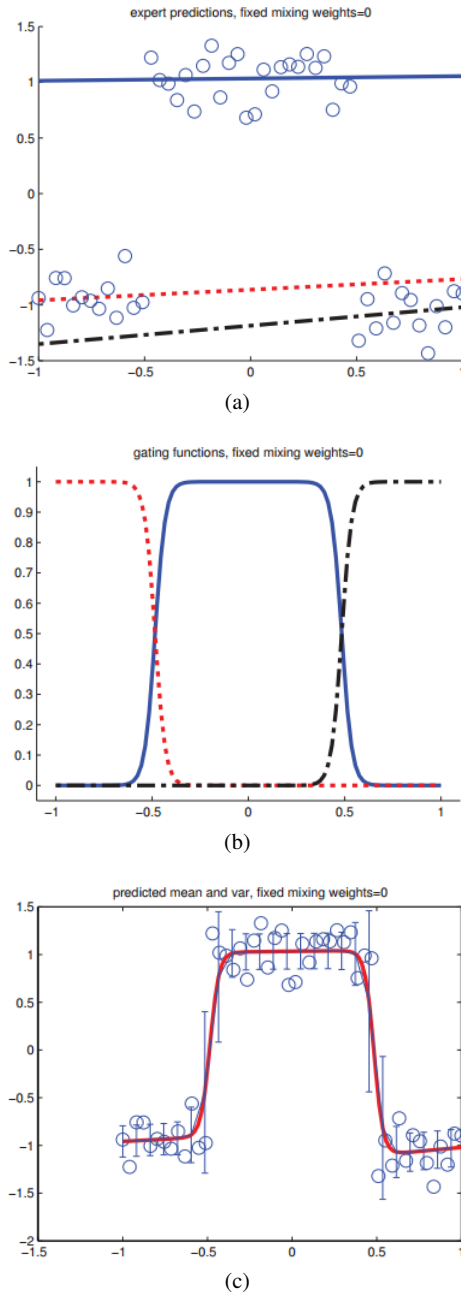 expert predictions, fixed mixing weights=0
1.5
1
0.5
0
−0.5
−1
−1.5
−1 −0.5 0 0.5 1
(a)
gating functions, fixed mixing weights=0
1
0.9
0.8
0.7
0.6
0.5
0.4
0.3
0.2
0.1
0
−1 −0.5 0 0.5 1
(b)
predicted mean and var, fixed mixing weights=0
1.5
1
0.5
0
−0.5
−1
−1.5
−2
−1.5 −1 −0.5 0 0.5 1
(c)